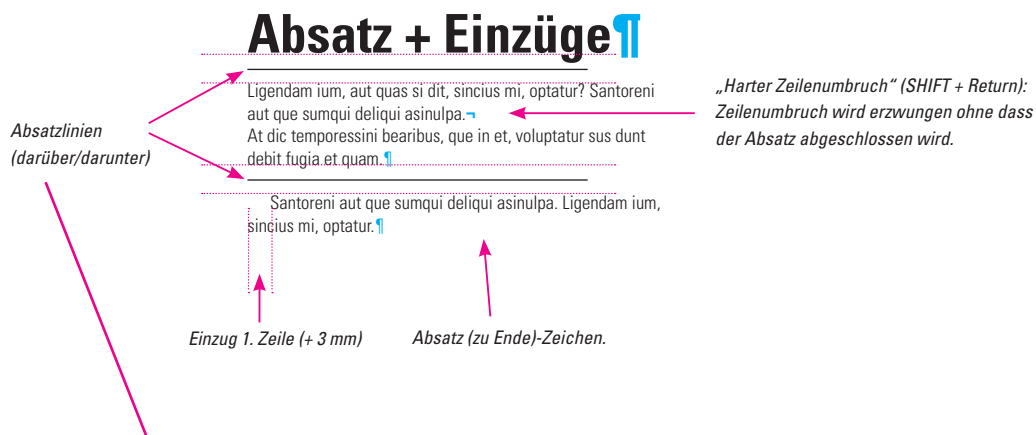 Absatz + Einzüge¶
Ligendam ium, aut quas si dit, sincius mi, optatur? Santoreni
aut que sumqui deliqui asinulpa.¬
At dic temporessini bearibus, que in et, voluptatur sus dunt
debit fugia et quam.¶
Santoreni aut que sumqui deliqui asinulpa. Ligendam ium,
sincius mi, optatur.¶
Absatzlinien
(darüber/darunter)
„Harter Zeilenumbruch“ (SHIFT + Return):
Zeilenumbruch wird erzwungen ohne dass
der Absatz abgeschlossen wird.
Einzug 1. Zeile (+ 3 mm)
Absatz (zu Ende)-Zeichen.